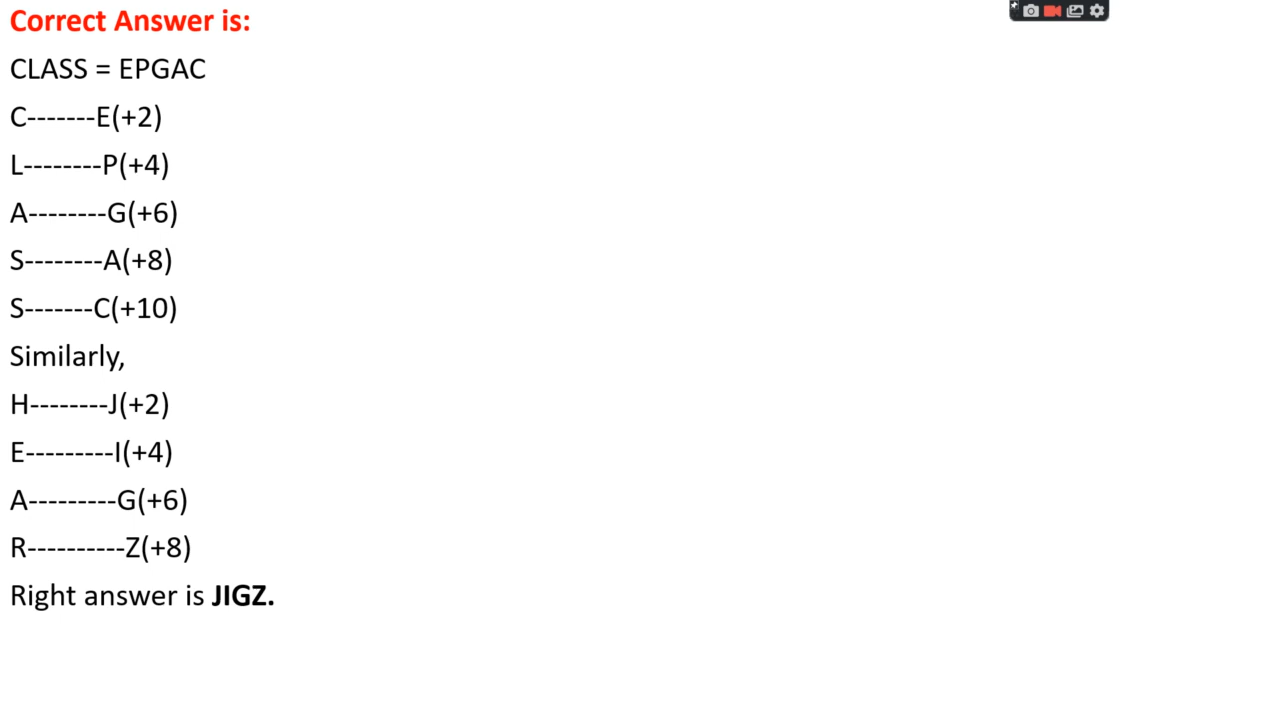 Correct Answer is:
CLASS = EPGAC
C-------E(+2)
L--------P(+4)
A--------G(+6)
S--------A(+8)
S-------C(+10)
Similarly,
H--------J(+2)
E---------I(+4)
A---------G(+6)
R----------Z(+8)
Right answer is JIGZ.